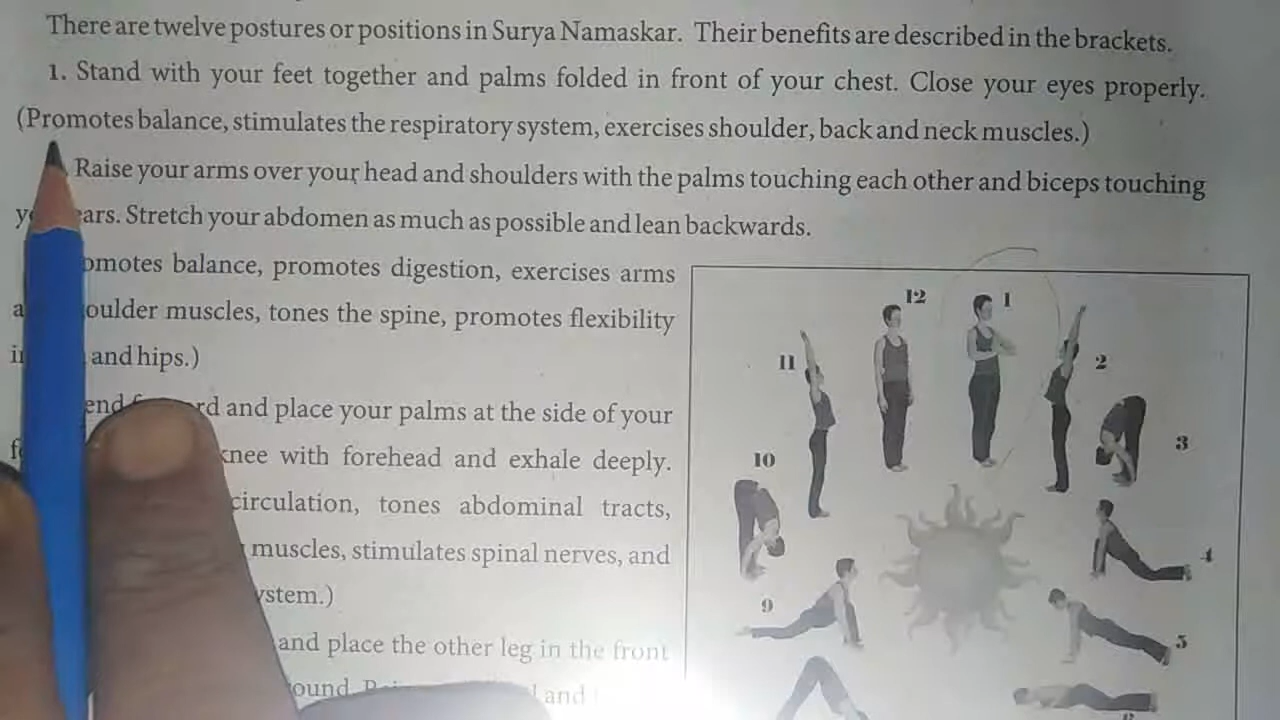 There are twelve postures or positions in Surya Namaskar. Their benefits are described in the brackets.
1. Stand with your feet together and palms folded in front of your chest. Close your eyes properly.
(Promotes balance, stimulates the respiratory system, exercises shoulder, back and neck muscles.)
Raise your arms over your head and shoulders with the palms touching each other and biceps touching
ears. Stretch your abdomen as much as possible and lean backwards.
balance, promotes digestion, exercises arms
muscles, tones the spine, promotes flexibility
and hips.)
and place your palms at the side of your
knee with forehead and exhale deeply.
circulation, tones abdominal tracts,
muscles, stimulates spinal nerves, and
and place the other leg in the front
and
12
1
11
2
3
10
4
9
5